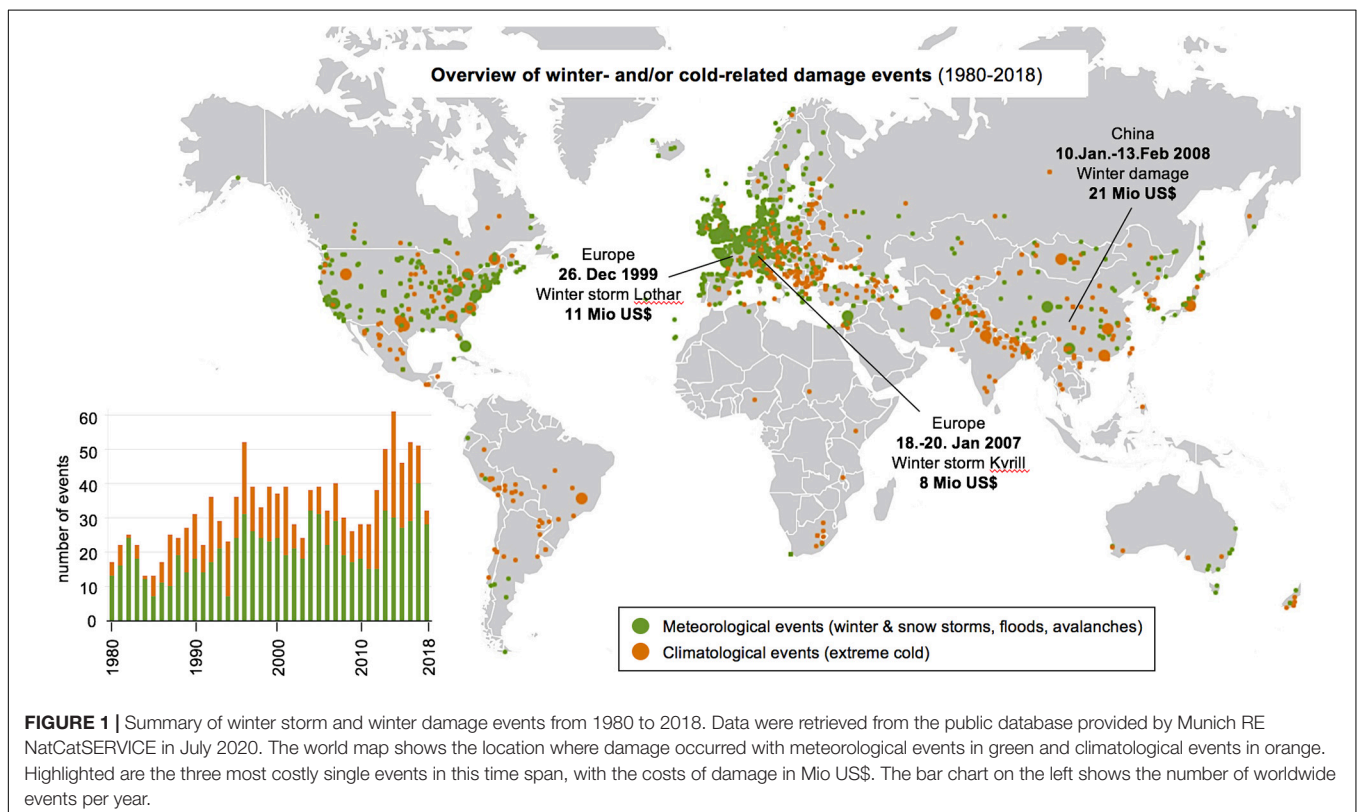 Overview of winter- and/or cold-related damage events (1980-2018)
China
10.Jan.-13.Feb 2008
Winter damage
21 Mio US$
Europe
26. Dec 1999
Winter storm Lothar
11 Mio US$
Europe
18.-20. Jan 2007
Winter storm Kvrill
8 Mio US$
number of events
60
50
40
30
20
10
0
1980
1990
2000
2010
2018
Meteorological events (winter & snow storms, floods, avalanches)
Climatological events (extreme cold)
FIGURE 1 | Summary of winter storm and winter damage events from 1980 to 2018. Data were retrieved from the public database provided by Munich RE
NatCatSERVICE in July 2020. The world map shows the location where damage occurred with meteorological events in green and climatological events in orange.
Highlighted are the three most costly single events in this time span, with the costs of damage in Mio US$. The bar chart on the left shows the number of worldwide
events per year.